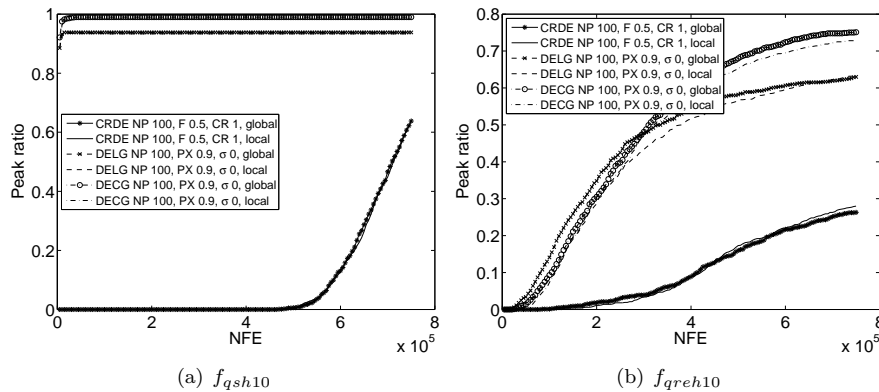 1
0.8
0.6
0.4
0.2
0
Peak ratio
CRDE NP 100, F 0.5, CR 1, global
CRDE NP 100, F 0.5, CR 1, local
DELG NP 100, PX 0.9, σ 0, global
DELG NP 100, PX 0.9, σ 0, local
DECG NP 100, PX 0.9, σ 0, global
DECG NP 100, PX 0.9, σ 0, local
0 2 4 6 8
NFE
x 10^5
(a) f_{qsh10}
0.8
0.7
0.6
0.5
0.4
0.3
0.2
0.1
0
Peak ratio
CRDE NP 100, F 0.5, CR 1, global
CRDE NP 100, F 0.5, CR 1, local
DELG NP 100, PX 0.9, σ 0, global
DELG NP 100, PX 0.9, σ 0, local
DECG NP 100, PX 0.9, σ 0, global
DECG NP 100, PX 0.9, σ 0, local
0 2 4 6 8
NFE
x 10^5
(b) f_{qreh10}